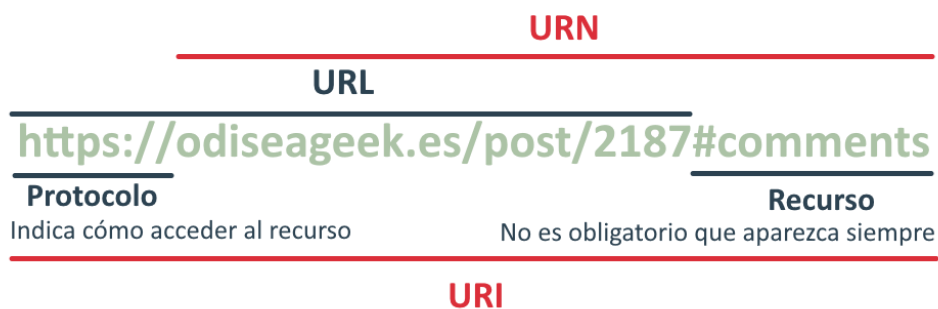 URN
URL
https://odiseageek.es/post/2187#comments
Protocolo
Recurso
Indica cómo acceder al recurso
No es obligatorio que aparezca siempre
URI